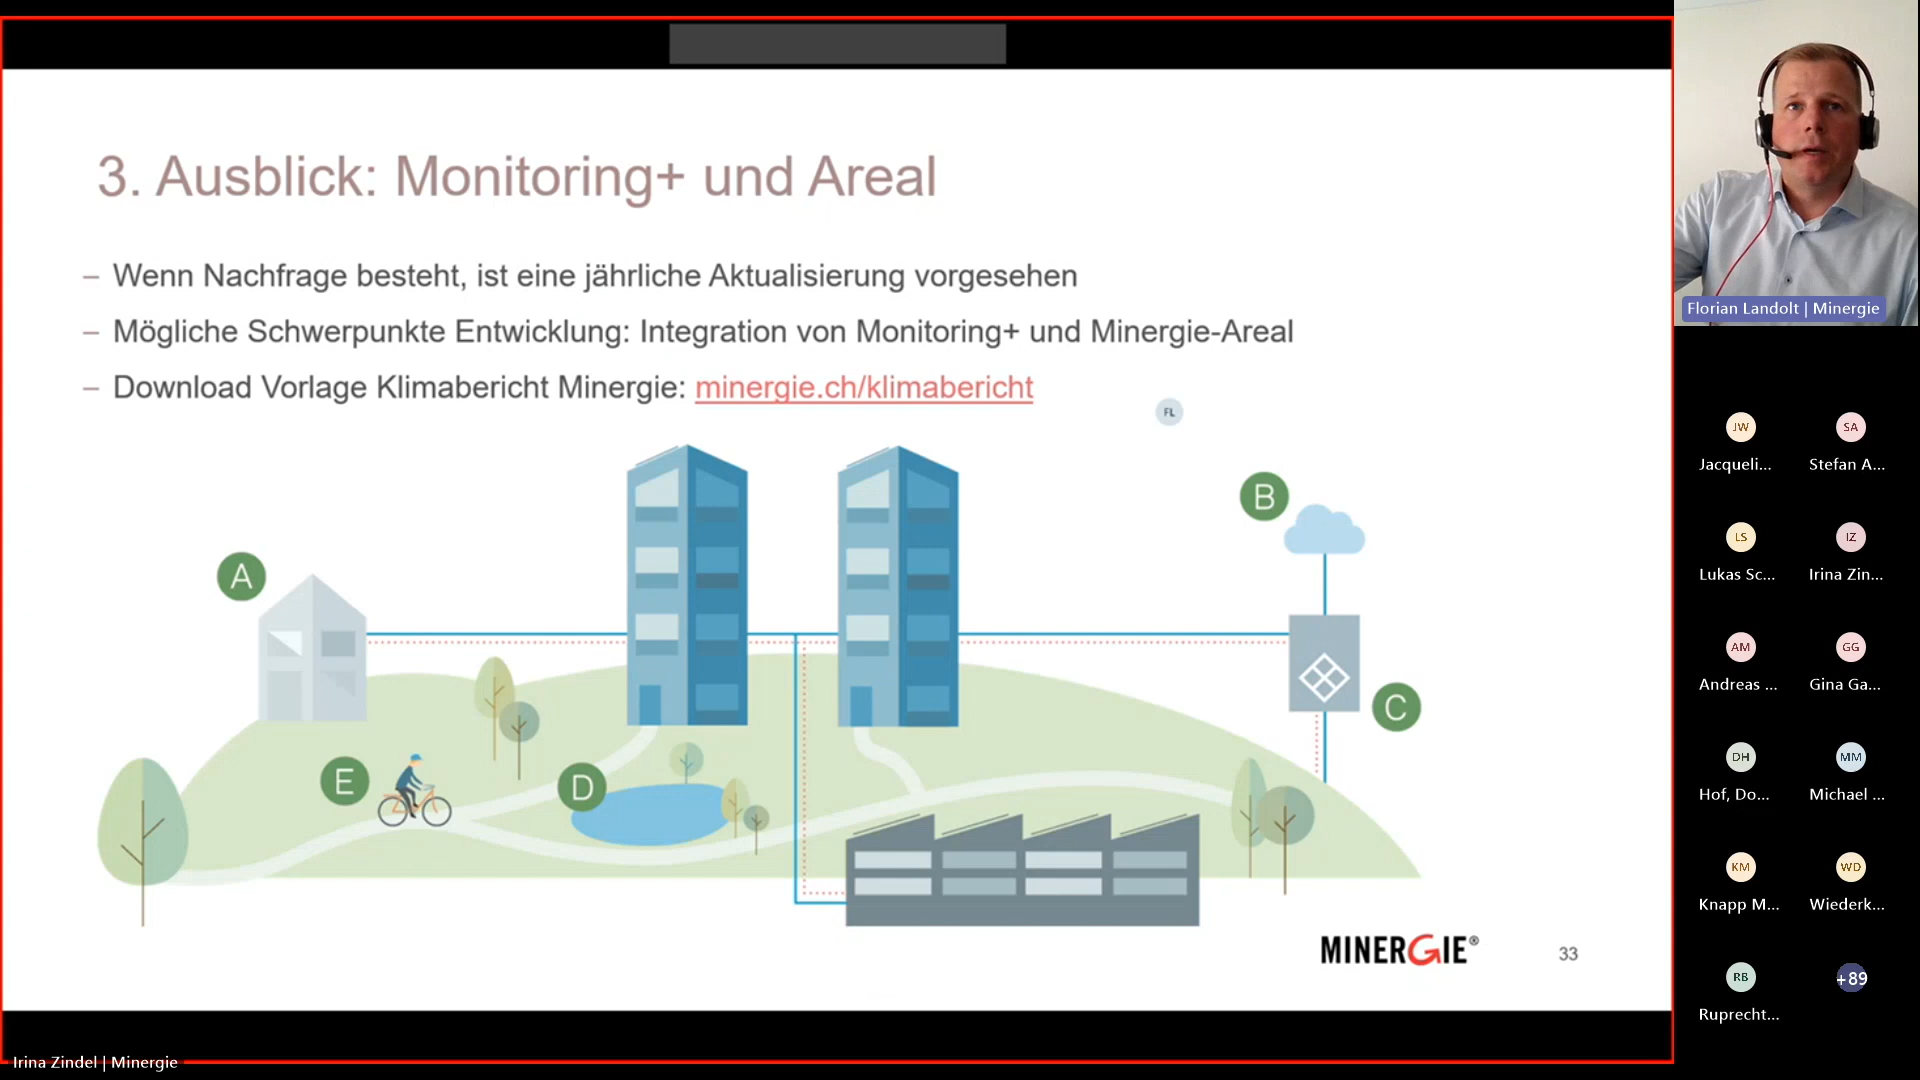 3. Ausblick: Monitoring+ und Areal
– Wenn Nachfrage besteht, ist eine jährliche Aktualisierung vorgesehen
– Mögliche Schwerpunkte Entwicklung: Integration von Monitoring+ und Minergie-Areal
– Download Vorlage Klimabericht Minergie: minergie.ch/klimabericht
FL
A
B
C
D
E
MINERGIE®
33
Irina Zindel | Minergie
Florian Landolt | Minergie
JW
SA
Jacqueli...
Stefan A...
LS
IZ
Lukas Sc...
Irina Zin...
AM
GG
Andreas ...
Gina Ga...
DH
MM
Hof, Do...
Michael ...
KM
WD
Knapp M...
Wiederk...
RB
+89
Ruprecht...